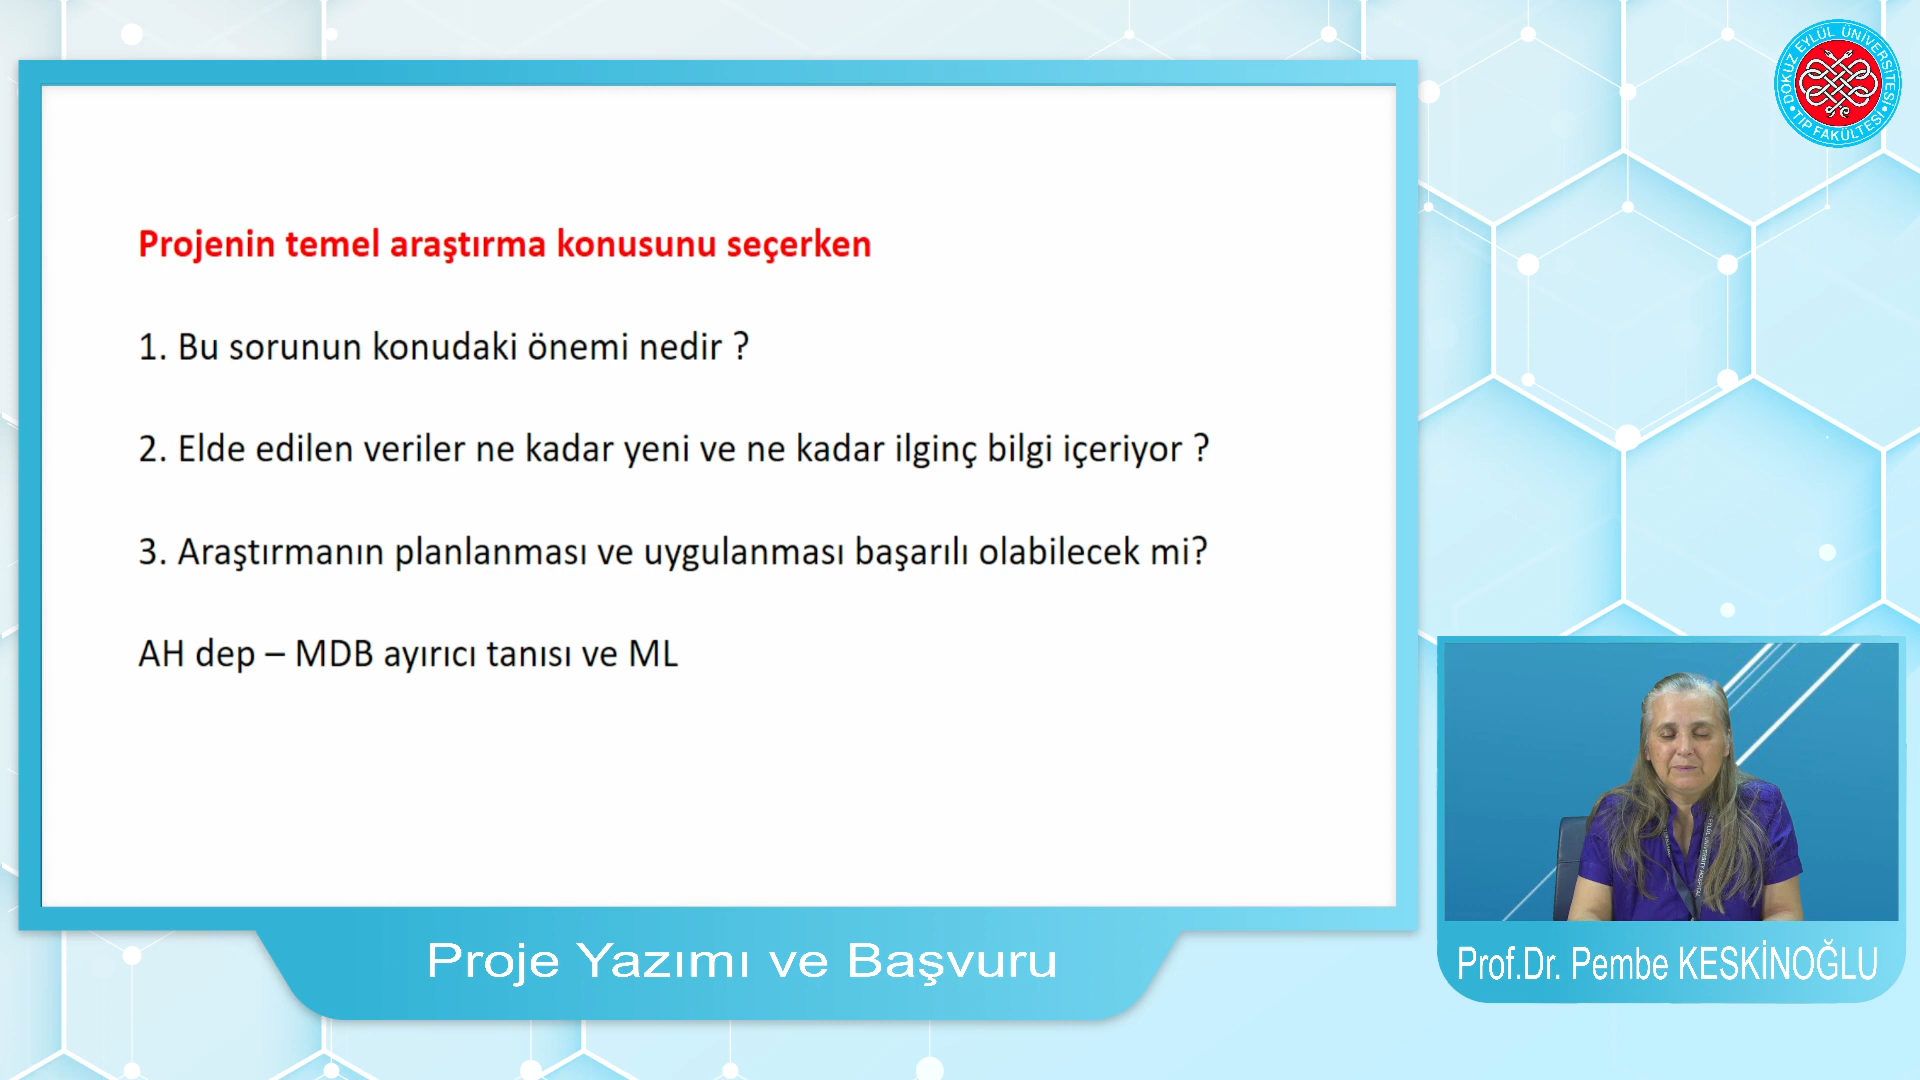 DOKUZ EYLÜL ÜNİVERSİTESİ
TIP FAKÜLTESİ
Projenin temel araştırma konusunu seçerken
1. Bu sorunun konudaki önemi nedir ?
2. Elde edilen veriler ne kadar yeni ve ne kadar ilginç bilgi içeriyor ?
3. Araştırmanın planlanması ve uygulanması başarılı olabilecek mi?
AH dep – MDB ayırıcı tanısı ve ML
Proje Yazımı ve Başvuru
Prof.Dr. Pembe KESKİNOĞLU